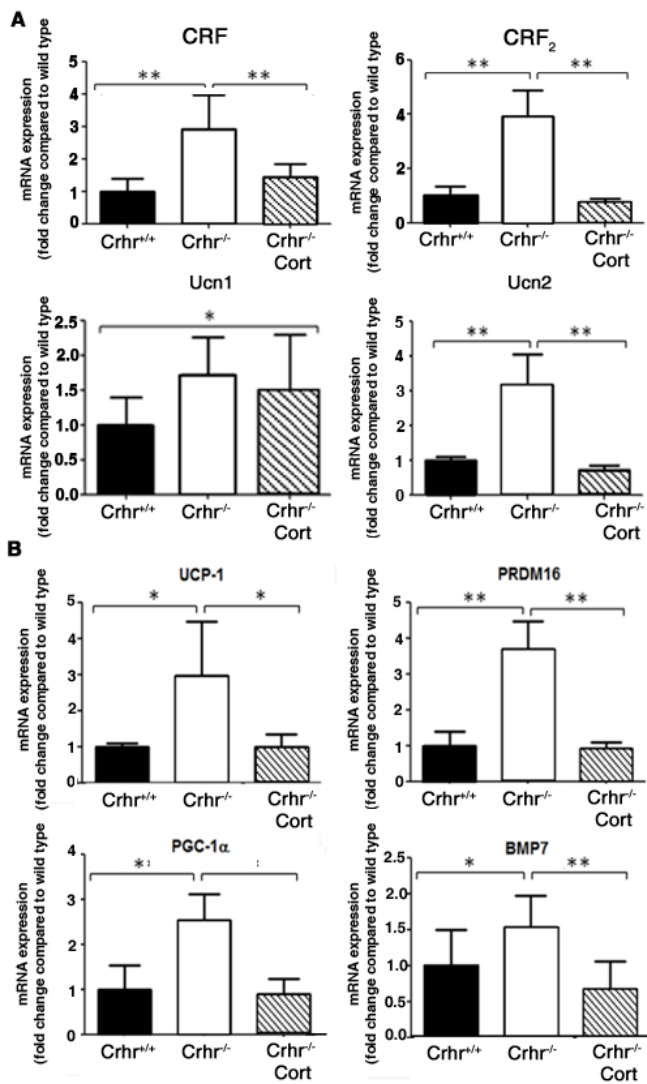 A
CRF
mRNA expression
(fold change compared to wild type
5
4
3
2
1
0
**
**
Crhr+/+
Crhr-/-
Crhr-/-
Cort
CRF2
mRNA expression
(fold change compared to wild type
6
4
2
0
**
**
Crhr+/+
Crhr-/-
Crhr-/-
Cort
Ucn1
mRNA expression
(fold change compared to wild type
2.5
2.0
1.5
1.0
0.5
0.0
*
Crhr+/+
Crhr-/-
Crhr-/-
Cort
Ucn2
mRNA expression
(fold change compared to wild type
5
4
3
2
1
0
**
**
Crhr+/+
Crhr-/-
Crhr-/-
Cort
B
UCP-1
mRNA expression
(fold change compared to wild type
5
4
3
2
1
0
*
*
Crhr+/+
Crhr-/-
Crhr-/-
Cort
PRDM16
mRNA expression
(fold change compared to wild type
5
4
3
2
1
0
**
**
Crhr+/+
Crhr-/-
Crhr-/-
Cort
PGC-1α
mRNA expression
(fold change compared to wild type
4
3
2
1
0
*
Crhr+/+
Crhr-/-
Crhr-/-
Cort
BMP7
mRNA expression
(fold change compared to wild type
2.5
2.0
1.5
1.0
0.5
0.0
*
**
Crhr+/+
Crhr-/-
Crhr-/-
Cort